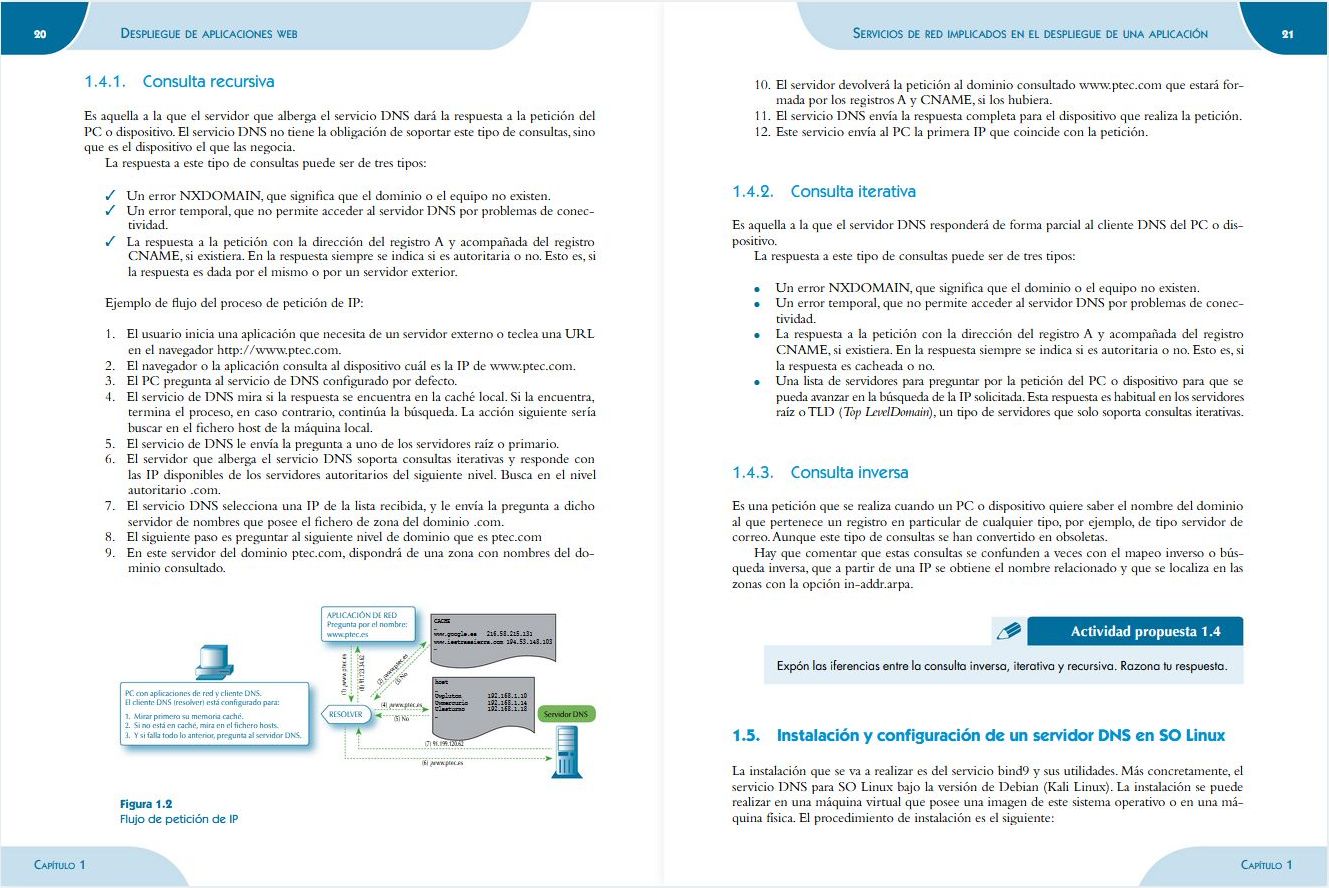 20
DESPLIEGUE DE APLICACIONES WEB
1.4.1. Consulta recursiva
Es aquella a la que el servidor que alberga el servicio DNS dará la respuesta a la petición del
PC o dispositivo. El servicio DNS no tiene la obligación de soportar este tipo de consultas, sino
que es el dispositivo el que las negocia.
La respuesta a este tipo de consultas puede ser de tres tipos:
✓ Un error NXDOMAIN, que significa que el dominio o el equipo no existen.
✓ Un error temporal, que no permite acceder al servidor DNS por problemas de conec-
tividad.
✓ La respuesta a la petición con la dirección del registro A y acompañada del registro
CNAME, si existiera. En la respuesta siempre se indica si es autoritaria o no. Esto es, si
la respuesta es dada por el mismo o por un servidor exterior.
Ejemplo de flujo del proceso de petición de IP:
1. El usuario inicia una aplicación que necesita de un servidor externo o teclea una URL
en el navegador http://www.ptec.com.
2. El navegador o la aplicación consulta al dispositivo cuál es la IP de www.ptec.com.
3. El PC pregunta al servicio de DNS configurado por defecto.
4. El servicio de DNS mira si la respuesta se encuentra en la caché local. Si la encuentra,
termina el proceso, en caso contrario, continúa la búsqueda. La acción siguiente sería
buscar en el fichero host de la máquina local.
5. El servicio de DNS le envía la pregunta a uno de los servidores raíz o primario.
6. El servidor que alberga el servicio DNS soporta consultas iterativas y responde con
las IP disponibles de los servidores autoritarios del siguiente nivel. Busca en el nivel
autoritario .com.
7. El servicio DNS selecciona una IP de la lista recibida, y le envía la pregunta a dicho
servidor de nombres que posee el fichero de zona del dominio .com.
8. El siguiente paso es preguntar al siguiente nivel de dominio que es ptec.com
9. En este servidor del dominio ptec.com, dispondrá de una zona con nombres del do-
minio consultado.
APLICACIÓN DE RED
Pregunta por el nombre:
www.ptec.es
CACHE
www.google.es 216.58.215.131
www.iestrassierra.com 194.53.148.103
PC con aplicaciones de red y cliente DNS.
El cliente DNS (resolver) está configurado para:
1. Mirar primero su memoria caché.
2. Si no está en caché, mira en el fichero hosts.
3. Y si falla todo lo anterior, pregunta al servidor DNS.
(1) ¿www.ptec.es
(8) 91.723.34.62
(2) ¿www.ptec.es
(3) No
RESOLVER
(4) ¿www.ptec.es
(5) No
host
Uwpluton 192.168.1.10
Uwmercurio 192.168.1.14
Ulasturno 192.168.1.18
Servidor DNS
(7) 91.199.120.62
(6) ¿www.ptec.es
Figura 1.2
Flujo de petición de IP
CAPÍTULO 1
SERVICIOS DE RED IMPLICADOS EN EL DESPLIEGUE DE UNA APLICACIÓN
21
10. El servidor devolverá la petición al dominio consultado www.ptec.com que estará for-
mada por los registros A y CNAME, si los hubiera.
11. El servicio DNS envía la respuesta completa para el dispositivo que realiza la petición.
12. Este servicio envía al PC la primera IP que coincide con la petición.
1.4.2. Consulta iterativa
Es aquella a la que el servidor DNS responderá de forma parcial al cliente DNS del PC o dis-
positivo.
La respuesta a este tipo de consultas puede ser de tres tipos:
• Un error NXDOMAIN, que significa que el dominio o el equipo no existen.
• Un error temporal, que no permite acceder al servidor DNS por problemas de conec-
tividad.
• La respuesta a la petición con la dirección del registro A y acompañada del registro
CNAME, si existiera. En la respuesta siempre se indica si es autoritaria o no. Esto es, si
la respuesta es cacheada o no.
• Una lista de servidores para preguntar por la petición del PC o dispositivo para que se
pueda avanzar en la búsqueda de la IP solicitada. Esta respuesta es habitual en los servidores
raíz o TLD (Top LevelDomain), un tipo de servidores que solo soporta consultas iterativas.
1.4.3. Consulta inversa
Es una petición que se realiza cuando un PC o dispositivo quiere saber el nombre del dominio
al que pertenece un registro en particular de cualquier tipo, por ejemplo, de tipo servidor de
correo. Aunque este tipo de consultas se han convertido en obsoletas.
Hay que comentar que estas consultas se confunden a veces con el mapeo inverso o bús-
queda inversa, que a partir de una IP se obtiene el nombre relacionado y que se localiza en las
zonas con la opción in-addr.arpa.
Actividad propuesta 1.4
Expón las iferencias entre la consulta inversa, iterativa y recursiva. Razona tu respuesta.
1.5. Instalación y configuración de un servidor DNS en SO Linux
La instalación que se va a realizar es del servicio bind9 y sus utilidades. Más concretamente, el
servicio DNS para SO Linux bajo la versión de Debian (Kali Linux). La instalación se puede
realizar en una máquina virtual que posee una imagen de este sistema operativo o en una má-
quina física. El procedimiento de instalación es el siguiente:
CAPÍTULO 1